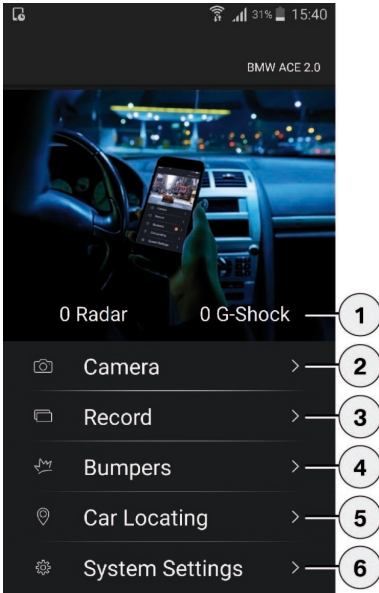 31% 15:40
BMW ACE 2.0
0 Radar 0 G-Shock 1
Camera 2
Record 3
Bumpers 4
Car Locating 5
System Settings 6